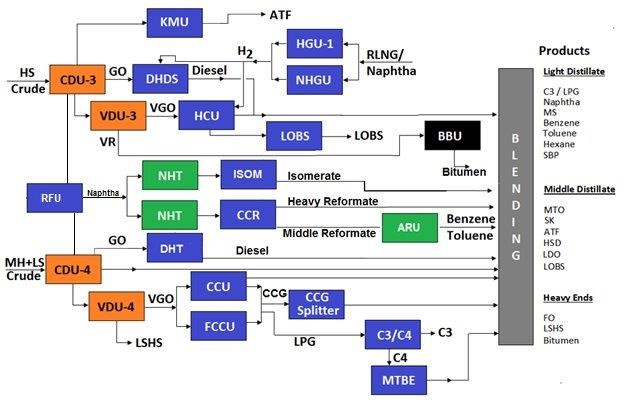 KMU
ATF
HS
Crude
CDU-3
GO
DHDS
Diesel
H2
HGU-1
NHGU
RLNG/
Naphtha
VDU-3
VGO
HCU
VR
LOBS
LOBS
BBU
Bitumen
RFU
Naphtha
NHT
ISOM
Isomerate
NHT
CCR
Heavy Reformate
Middle Reformate
ARU
Benzene
Toluene
MH+LS
Crude
CDU-4
GO
DHT
Diesel
VDU-4
VGO
LSHS
CCU
FCCU
CCG
CCG
Splitter
LPG
C3/C4
C3
C4
MTBE
BLENDING
Products
Light Distillate
C3 / LPG
Naphtha
MS
Benzene
Toluene
Hexane
SBP
Middle Distillate
MTO
SK
ATF
HSD
LDO
LOBS
Heavy Ends
FO
LSHS
Bitumen